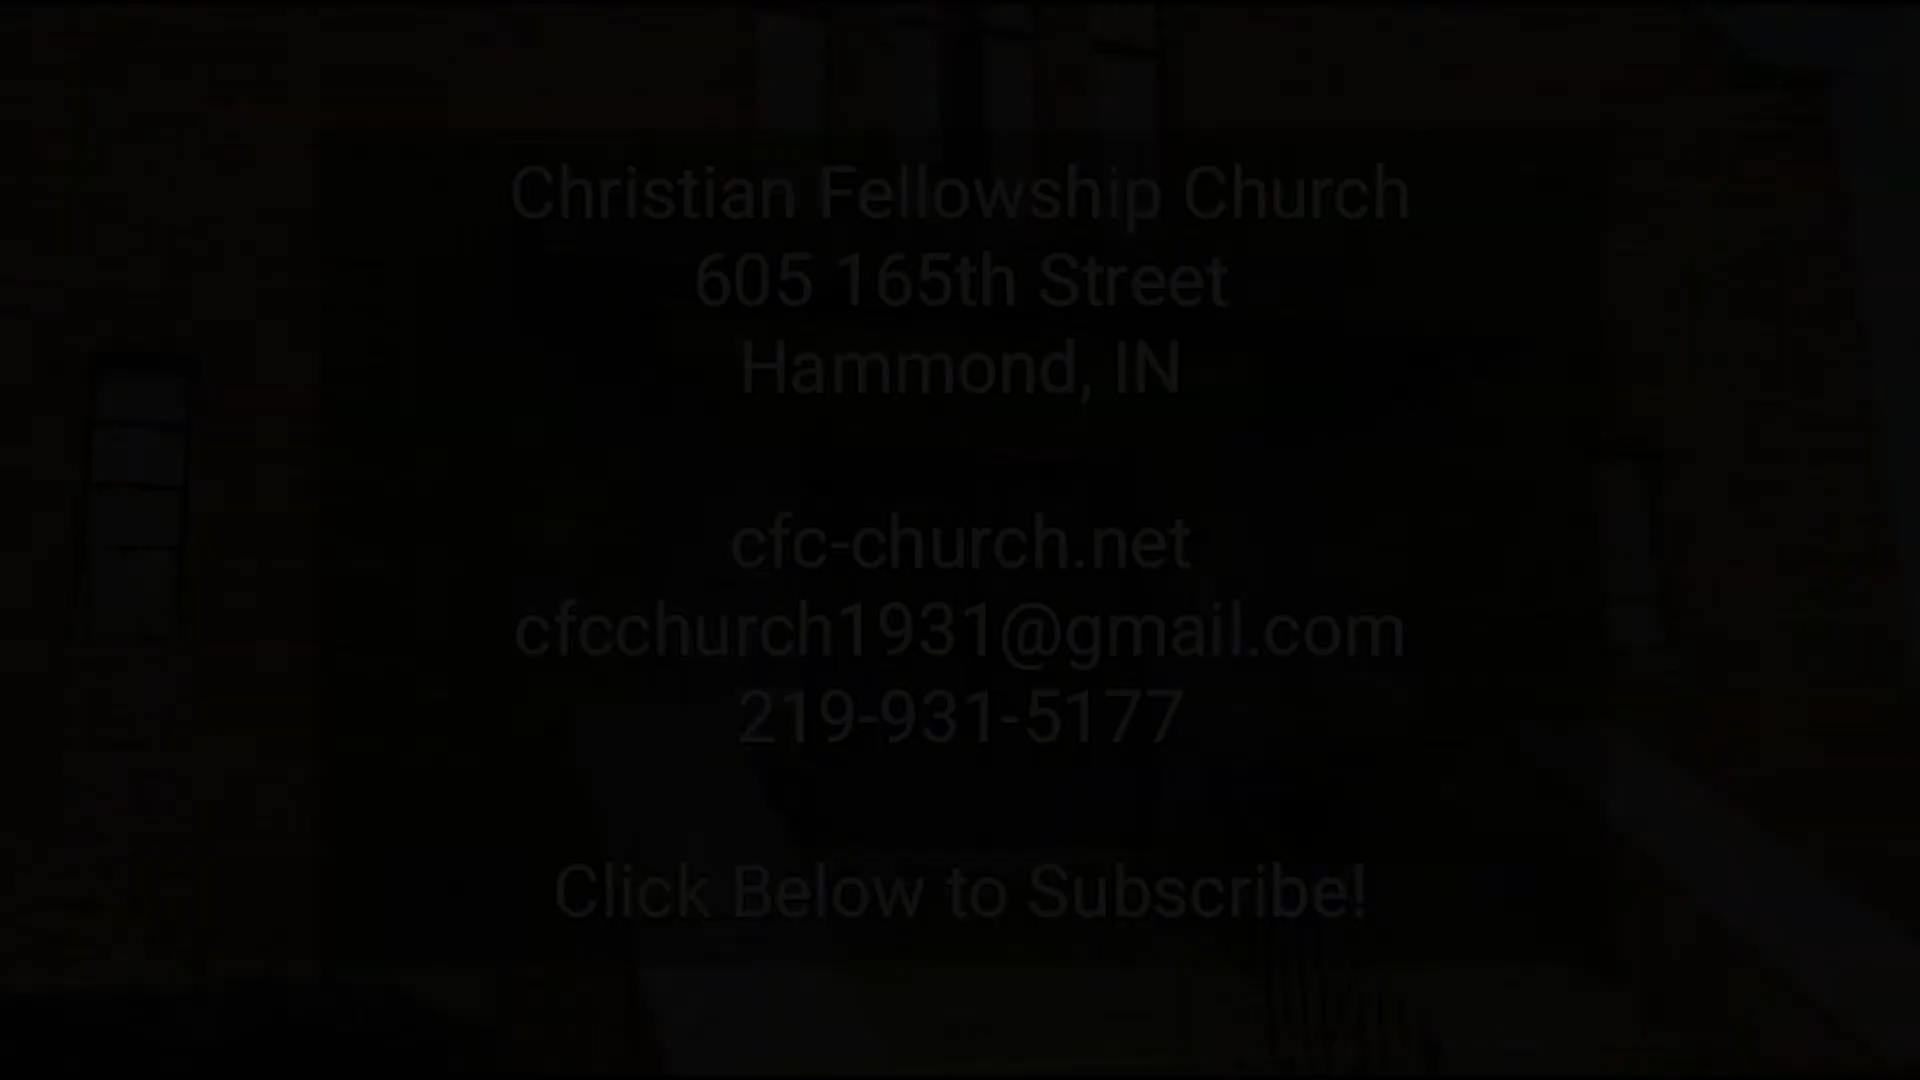 Christian Fellowship Church
605 165th Street
Hammond, IN
cfc-church.net
cfcchurch1931@gmail.com
219-931-5177
Click Below to Subscribe!